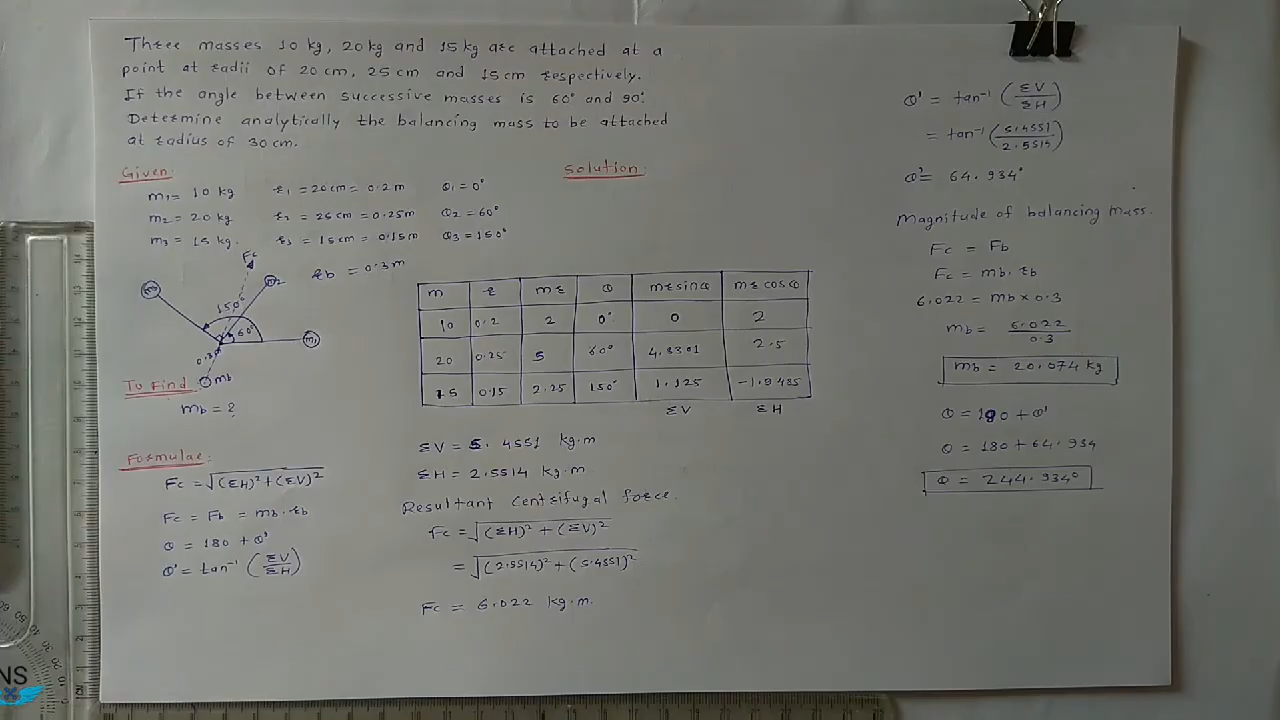 Three masses 10 kg, 20 kg and 15 kg are attached at a
point at radii of 20 cm, 25 cm and 15 cm respectively.
If the angle between successive masses is 60° and 90°.
Determine analytically the balancing mass to be attached
at radius of 30 cm.
Given:
m1 = 10 kg r1 = 20 cm = 0.2 m θ1 = 0°
m2 = 20 kg r2 = 25 cm = 0.25 m θ2 = 60°
m3 = 15 kg. r3 = 15 cm = 0.15 m θ3 = 150°
rb = 0.3 m
Fc
m3
m2
150°
60°
m1
0.3m
mb
To Find:
mb = ?
Formulae:
Fc = √(ΣH)² + (ΣV)²
Fc = Fb = mb. rb
θ = 180 + θ'
θ' = tan⁻¹ (ΣV/ΣH)
Solution:
m r mr θ mr sinθ mr cosθ
10 0.2 2 0° 0 2
20 0.25 5 60° 4.3301 2.5
15 0.15 2.25 150° 1.125 -1.9485
ΣV ΣH
ΣV = 5.4551 kg.m
ΣH = 2.5514 kg.m
Resultant Centrifugal force.
Fc = √(ΣH)² + (ΣV)²
= √(2.5514)² + (5.4551)²
Fc = 6.022 kg.m.
θ' = tan⁻¹ (ΣV/ΣH)
= tan⁻¹ (5.4551/2.5515)
θ' = 64.934°
Magnitude of balancing mass.
Fc = Fb
Fc = mb. rb
6.022 = mb x 0.3
mb = 6.022/0.3
mb = 20.074 kg
θ = 180 + θ'
θ = 180 + 64.934
θ = 244.934°
NS